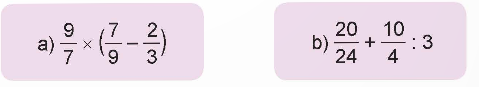 a) 9/7 × (7/9 − 2/3)
b) 20/24 + 10/4 : 3